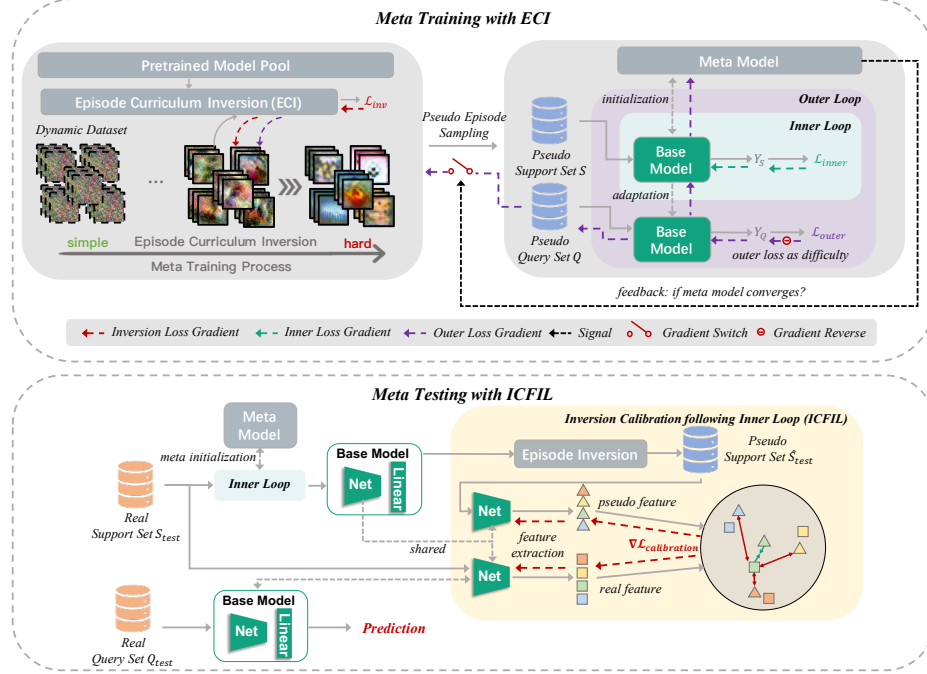 Meta Training with ECI
Pretrained Model Pool
Episode Curriculum Inversion (ECI)
ℒinv
Dynamic Dataset
...
simple
Episode Curriculum Inversion
hard
Meta Training Process
Pseudo Episode
Sampling
Meta Model
initialization
Outer Loop
Inner Loop
Pseudo
Support Set S
Base
Model
Y_S
ℒinner
adaptation
Pseudo
Query Set Q
Base
Model
Y_Q
ℒouter
outer loss as difficulty
feedback: if meta model converges?
Inversion Loss Gradient
Inner Loss Gradient
Outer Loss Gradient
Signal
Gradient Switch
Gradient Reverse
Meta Testing with ICFIL
Meta
Model
meta initialization
Inner Loop
Base Model
Net
Linear
Real
Support Set S_test
shared
Inversion Calibration following Inner Loop (ICFIL)
Episode Inversion
Pseudo
Support Set Ŝ_test
Net
pseudo feature
feature
extraction
∇ℒcalibration
Net
real feature
Base Model
Net
Linear
Prediction
Real
Query Set Q_test